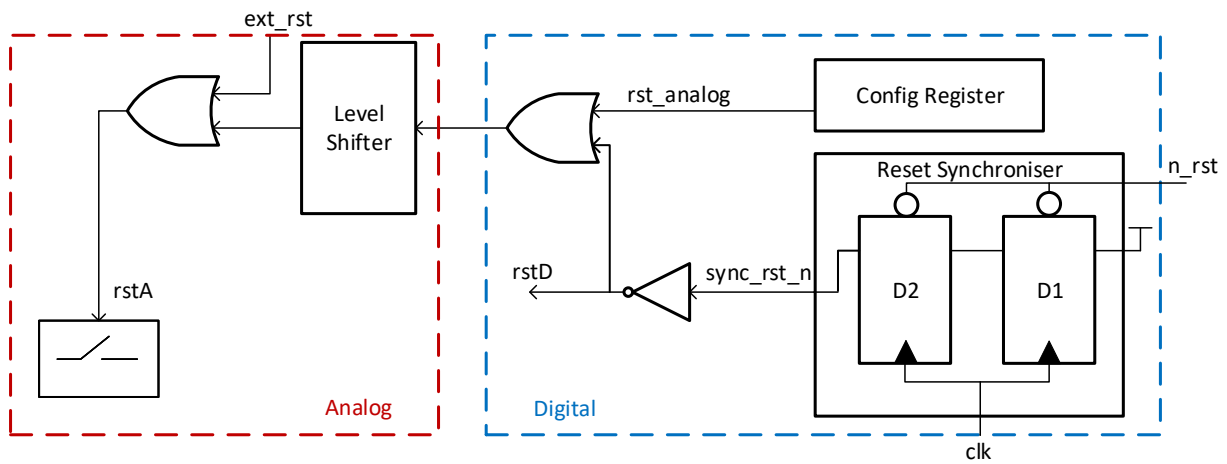 ext_rst
Level
Shifter
rst_analog
Config Register
Reset Synchroniser
n_rst
rstD
sync_rst_n
D2
D1
rstA
Analog
Digital
clk